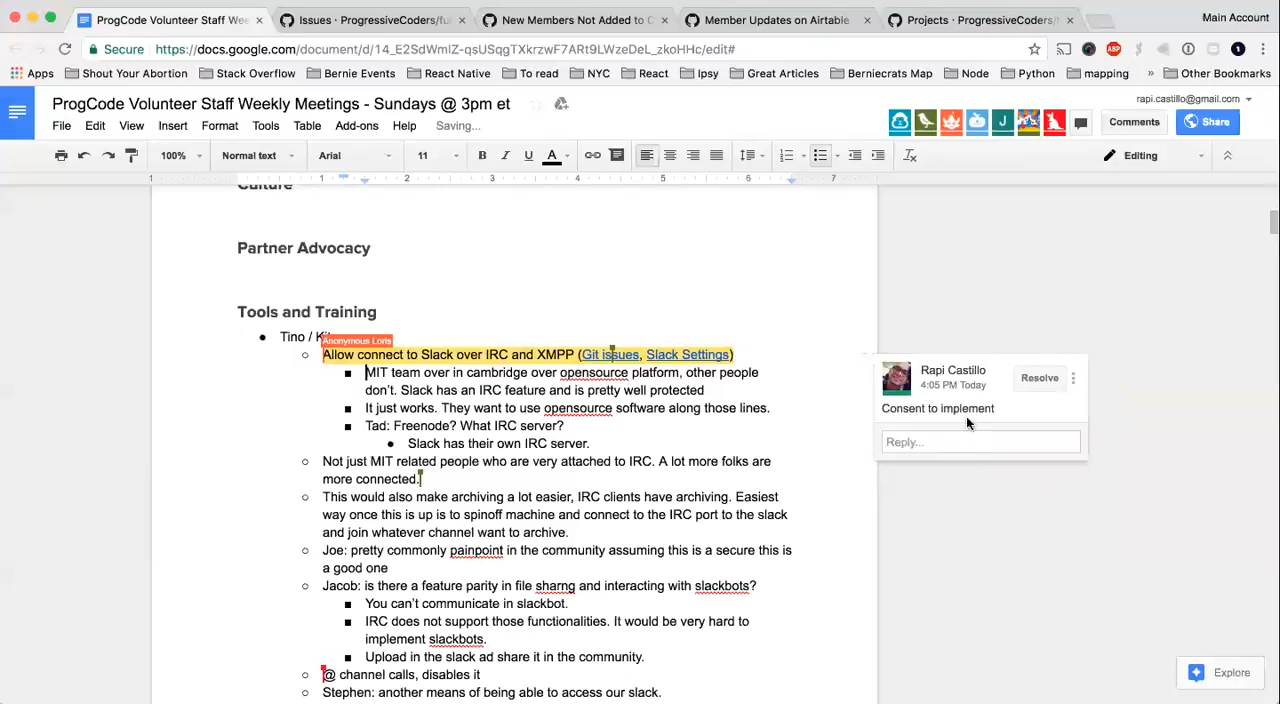 ProgCode Volunteer Staff Wee
Issues · ProgressiveCoders/fu
New Members Not Added to C
Member Updates on Airtable
Projects · ProgressiveCoders/
Main Account
Secure
https://docs.google.com/document/d/14_E2SdWmIZ-qsUSqgTXkrzwF7ARt9LWzeDeL_zkoHHc/edit#
Apps
Shout Your Abortion
Stack Overflow
Bernie Events
React Native
To read
NYC
React
Ipsy
Great Articles
Berniecrats Map
Node
Python
mapping
»
Other Bookmarks
ProgCode Volunteer Staff Weekly Meetings - Sundays @ 3pm et
rapi.castillo@gmail.com
File Edit View Insert Format Tools Table Add-ons Help Saving...
J
Comments
Share
100%
Normal text
Arial
11
B I U A
Editing
1 1 2 3 4 5 6 7
Culture
Partner Advocacy
Tools and Training
Tino / Kit
Anonymous Loris
Allow connect to Slack over IRC and XMPP (Git issues, Slack Settings)
MIT team over in cambridge over opensource platform, other people
don't. Slack has an IRC feature and is pretty well protected
It just works. They want to use opensource software along those lines.
Tad: Freenode? What IRC server?
Slack has their own IRC server.
Not just MIT related people who are very attached to IRC. A lot more folks are
more connected.
This would also make archiving a lot easier, IRC clients have archiving. Easiest
way once this is up is to spinoff machine and connect to the IRC port to the slack
and join whatever channel want to archive.
Joe: pretty commonly painpoint in the community assuming this is a secure this is
a good one
Jacob: is there a feature parity in file sharng and interacting with slackbots?
You can't communicate in slackbot.
IRC does not support those functionalities. It would be very hard to
implement slackbots.
Upload in the slack ad share it in the community.
@ channel calls, disables it
Stephen: another means of being able to access our slack.
Rapi Castillo
4:05 PM Today
Resolve
Consent to implement
Reply...
Explore